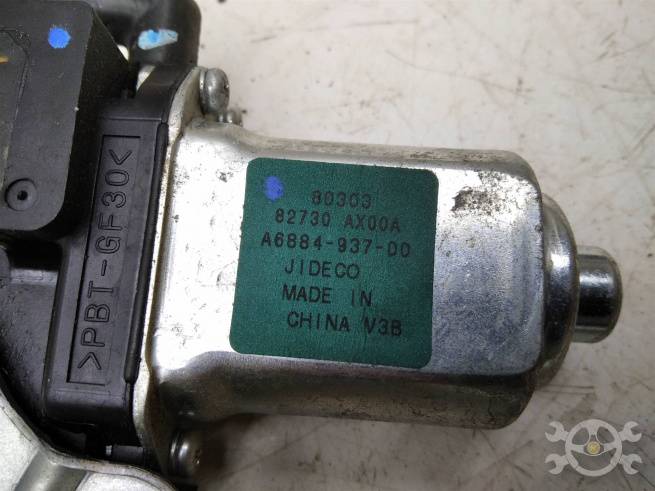 >PBT-GF30<
80303
82730 AX00A
A6884-937-00
JIDECO
MADE IN
CHINA V3B